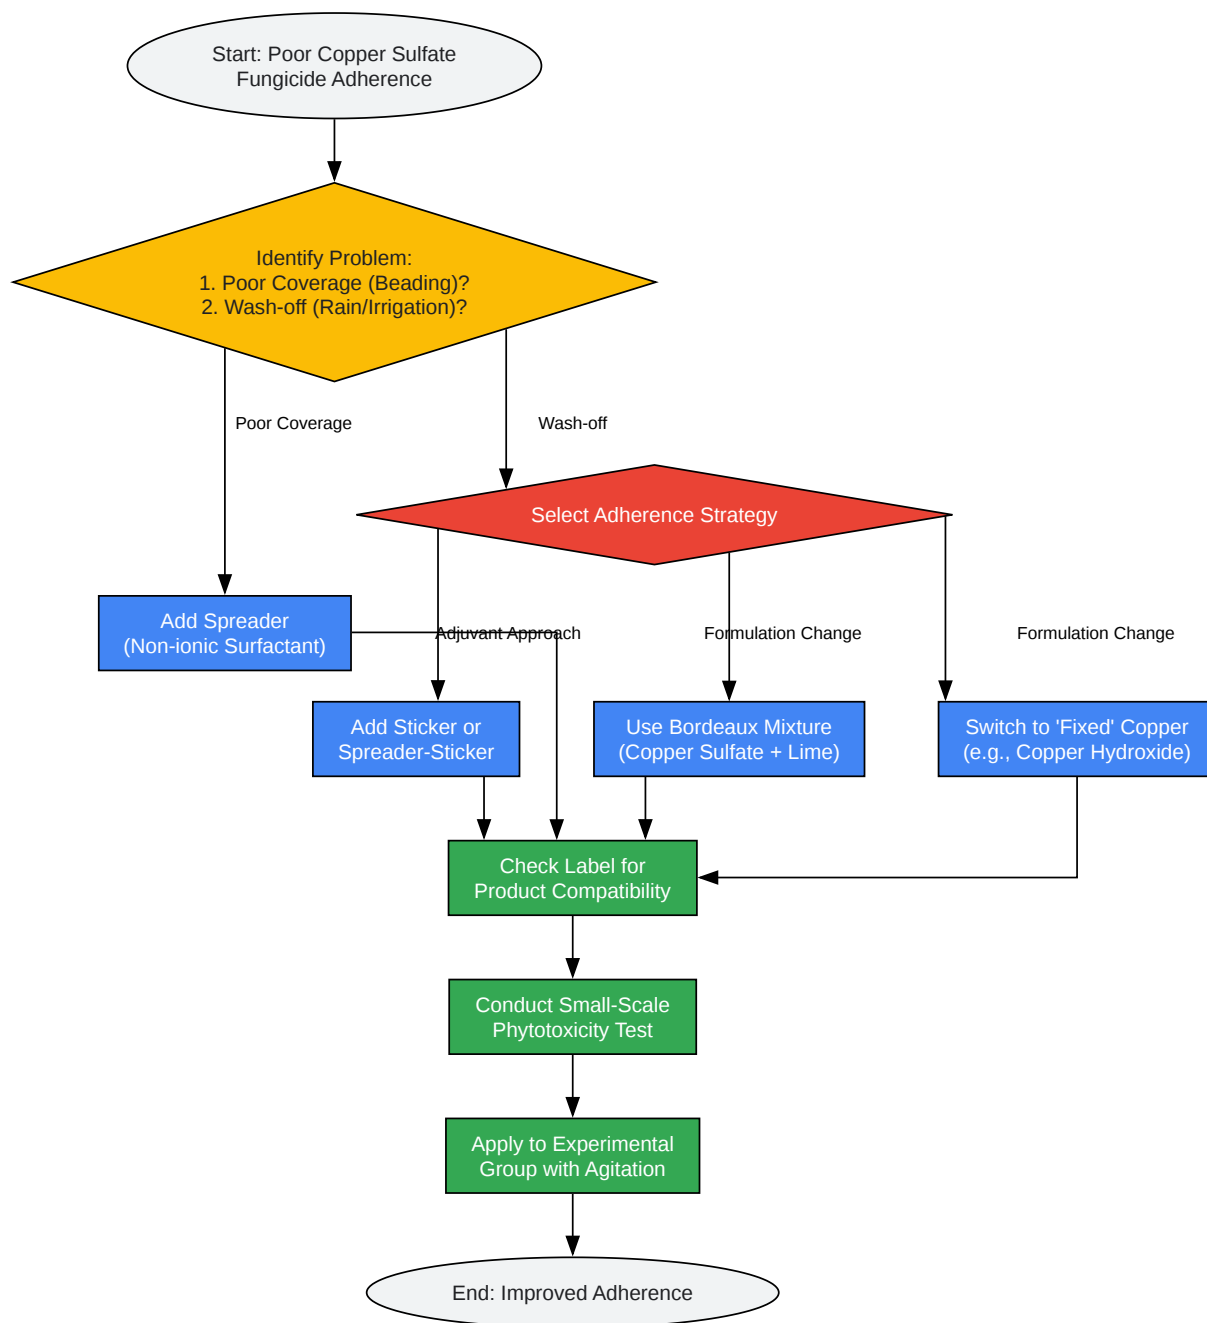 Start: Poor Copper Sulfate
Fungicide Adherence
Identify Problem:
1. Poor Coverage (Beading)?
2. Wash-off (Rain/Irrigation)?
Poor Coverage
Wash-off
Select Adherence Strategy
Add Spreader
(Non-ionic Surfactant)
Adjuvant Approach
Formulation Change
Formulation Change
Add Sticker or
Spreader-Sticker
Use Bordeaux Mixture
(Copper Sulfate + Lime)
Switch to 'Fixed' Copper
(e.g., Copper Hydroxide)
Check Label for
Product Compatibility
Conduct Small-Scale
Phytotoxicity Test
Apply to Experimental
Group with Agitation
End: Improved Adherence